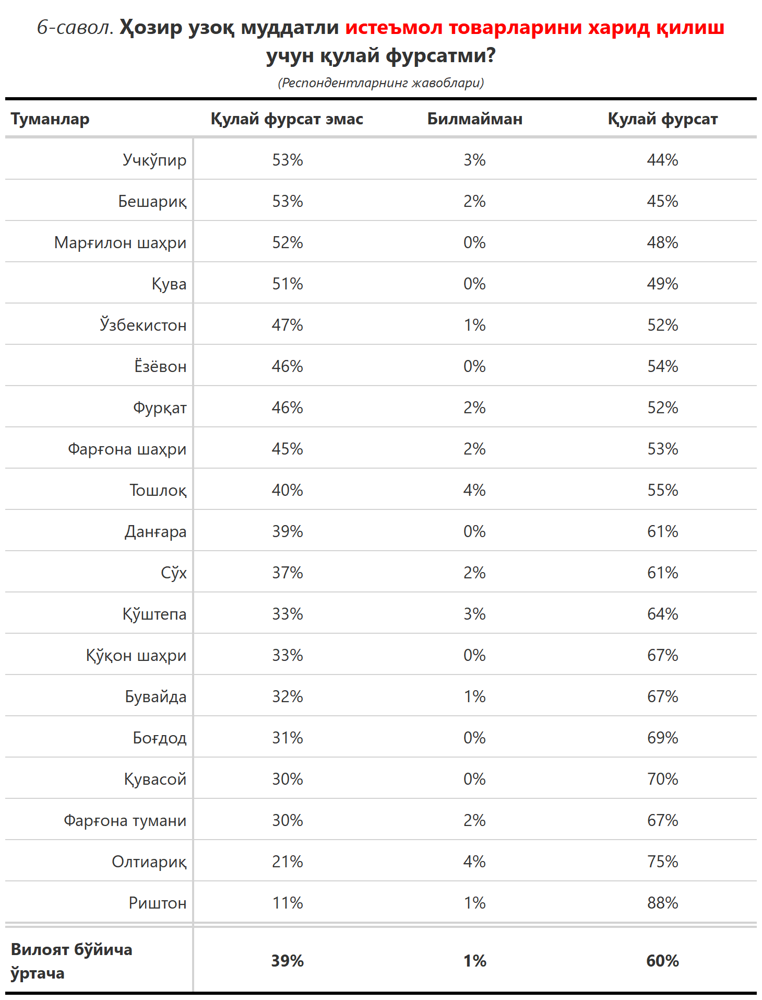 6-савол. Ҳозир узоқ муддатли истеъмол товарларини харид қилиш
учун қулай фурсатми?
(Респондентларнинг жавоблари)
Туманлар Қулай фурсат эмас Билмайман Қулай фурсат
Учкўпир 53% 3% 44%
Бешариқ 53% 2% 45%
Марғилон шаҳри 52% 0% 48%
Қува 51% 0% 49%
Ўзбекистон 47% 1% 52%
Ёзёвон 46% 0% 54%
Фурқат 46% 2% 52%
Фарғона шаҳри 45% 2% 53%
Тошлоқ 40% 4% 55%
Данғара 39% 0% 61%
Сўх 37% 2% 61%
Қўштепа 33% 3% 64%
Қўқон шаҳри 33% 0% 67%
Бувайда 32% 1% 67%
Боғдод 31% 0% 69%
Қувасой 30% 0% 70%
Фарғона тумани 30% 2% 67%
Олтиариқ 21% 4% 75%
Риштон 11% 1% 88%
Вилоят бўйича
ўртача 39% 1% 60%